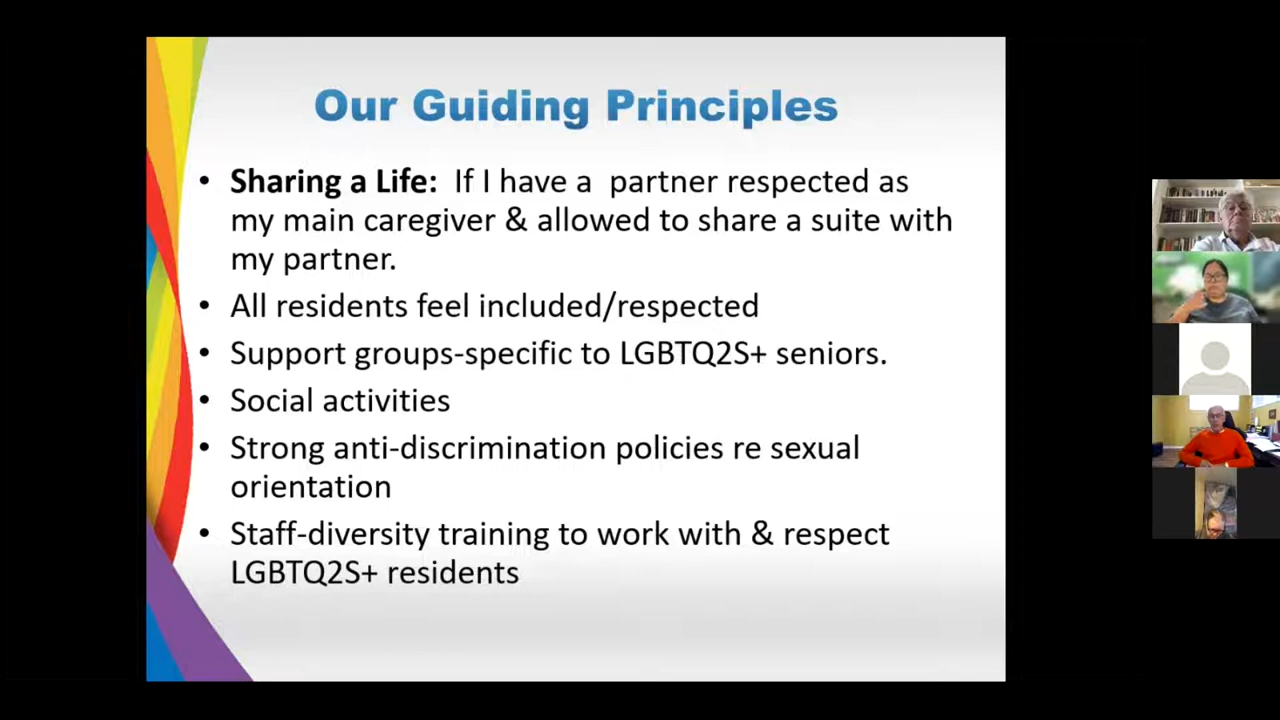 Our Guiding Principles
• Sharing a Life: If I have a partner respected as
my main caregiver & allowed to share a suite with
my partner.
• All residents feel included/respected
• Support groups-specific to LGBTQ2S+ seniors.
• Social activities
• Strong anti-discrimination policies re sexual
orientation
• Staff-diversity training to work with & respect
LGBTQ2S+ residents